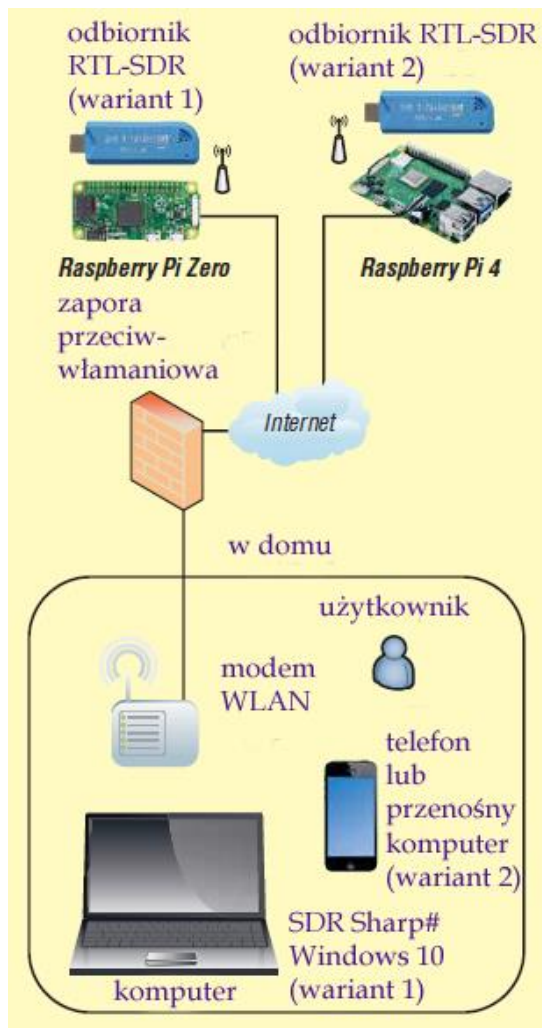 odbiornik
RTL-SDR
(wariant 1)
odbiornik RTL-SDR
(wariant 2)
Raspberry Pi Zero
Raspberry Pi 4
zapora
przeciw-
włamaniowa
Internet
w domu
użytkownik
modem
WLAN
telefon
lub
przenośny
komputer
(wariant 2)
SDR Sharp#
Windows 10
(wariant 1)
komputer